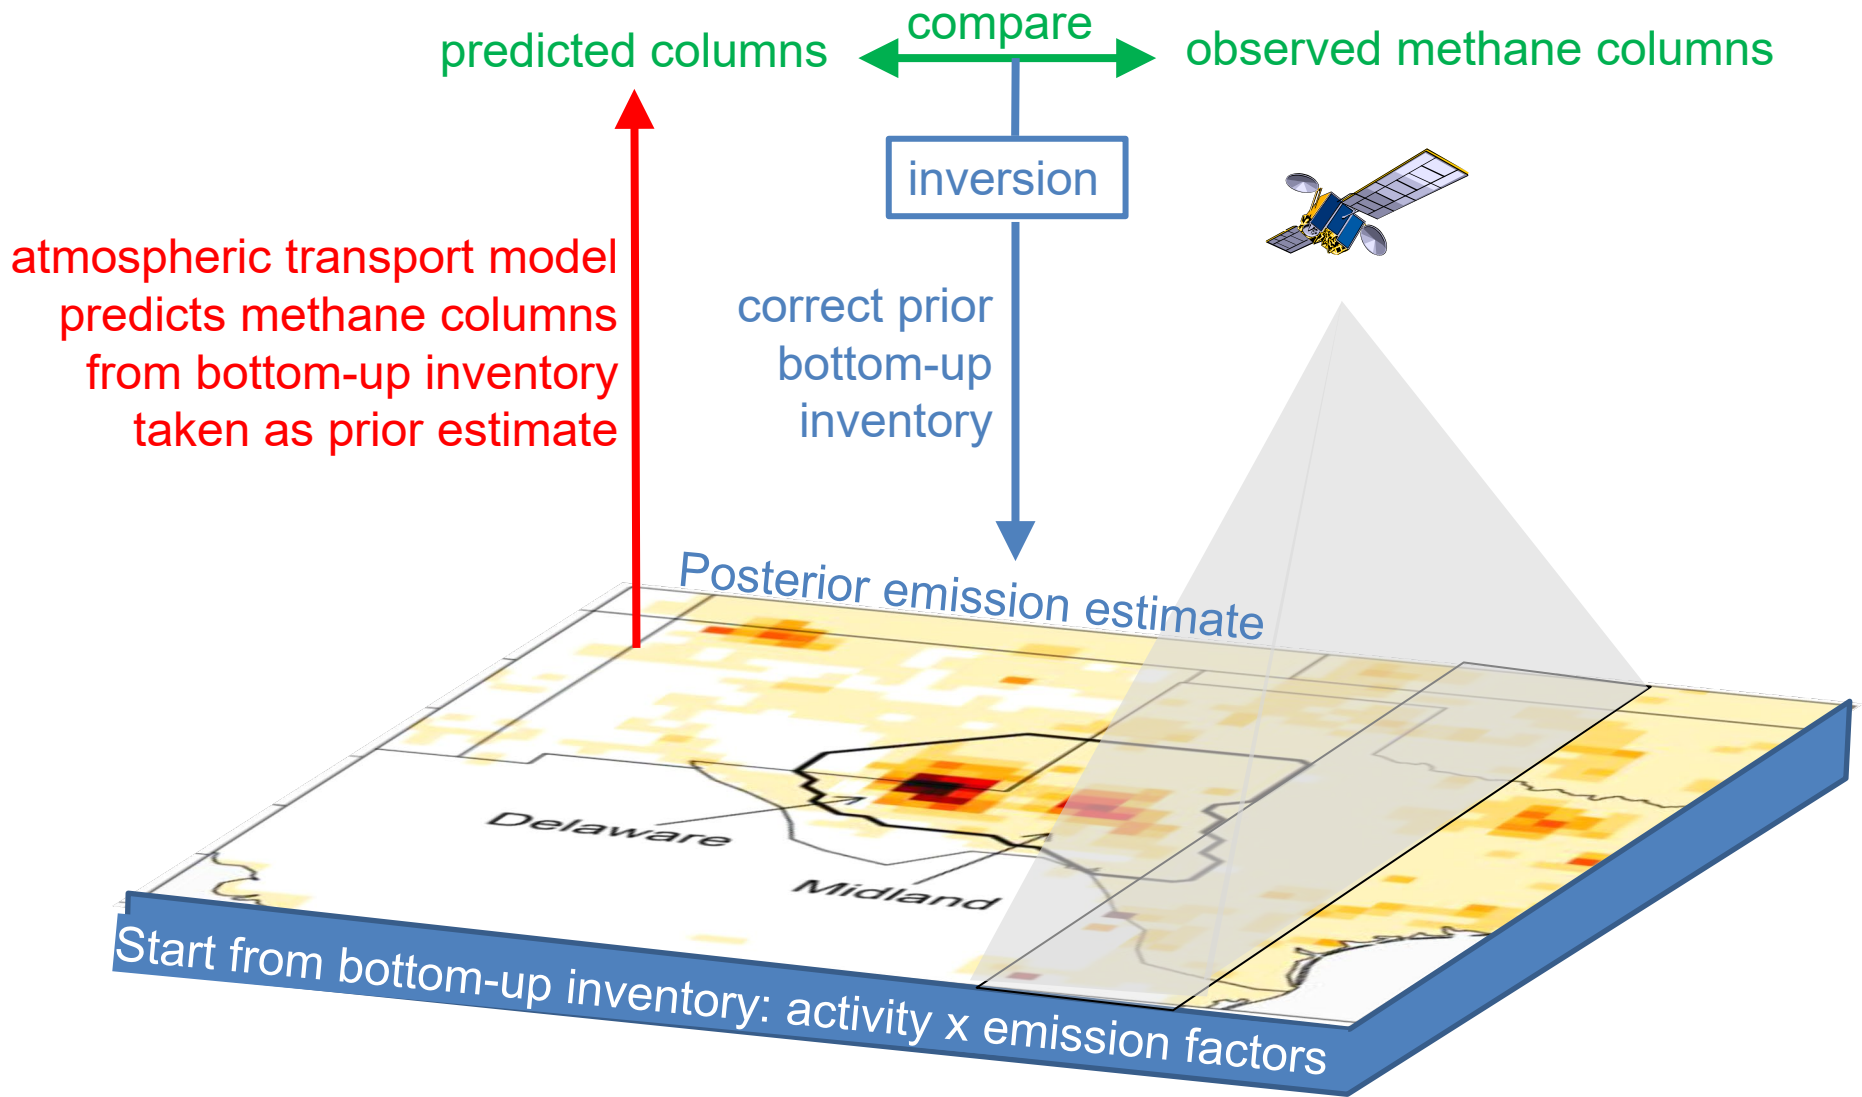 compare
predicted columns
observed methane columns
inversion
atmospheric transport model
predicts methane columns
from bottom-up inventory
taken as prior estimate
correct prior
bottom-up
inventory
Posterior emission estimate
Delaware
Midland
Start from bottom-up inventory: activity x emission factors